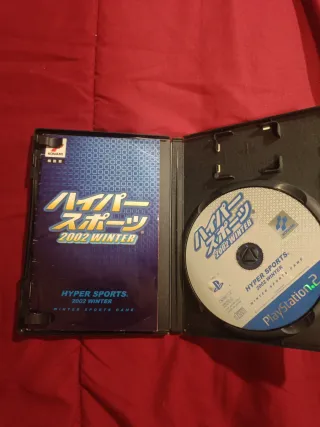 KONAMI
ハイパー
スポーツ
2002 WINTER
HYPER SPORTS
2002 WINTER
WINTER SPORTS GAME
ハイパー
スポーツ
2002 WINTER
HYPER SPORTS
2002 WINTER
WINTER SPORTS GAME
PlayStation.2